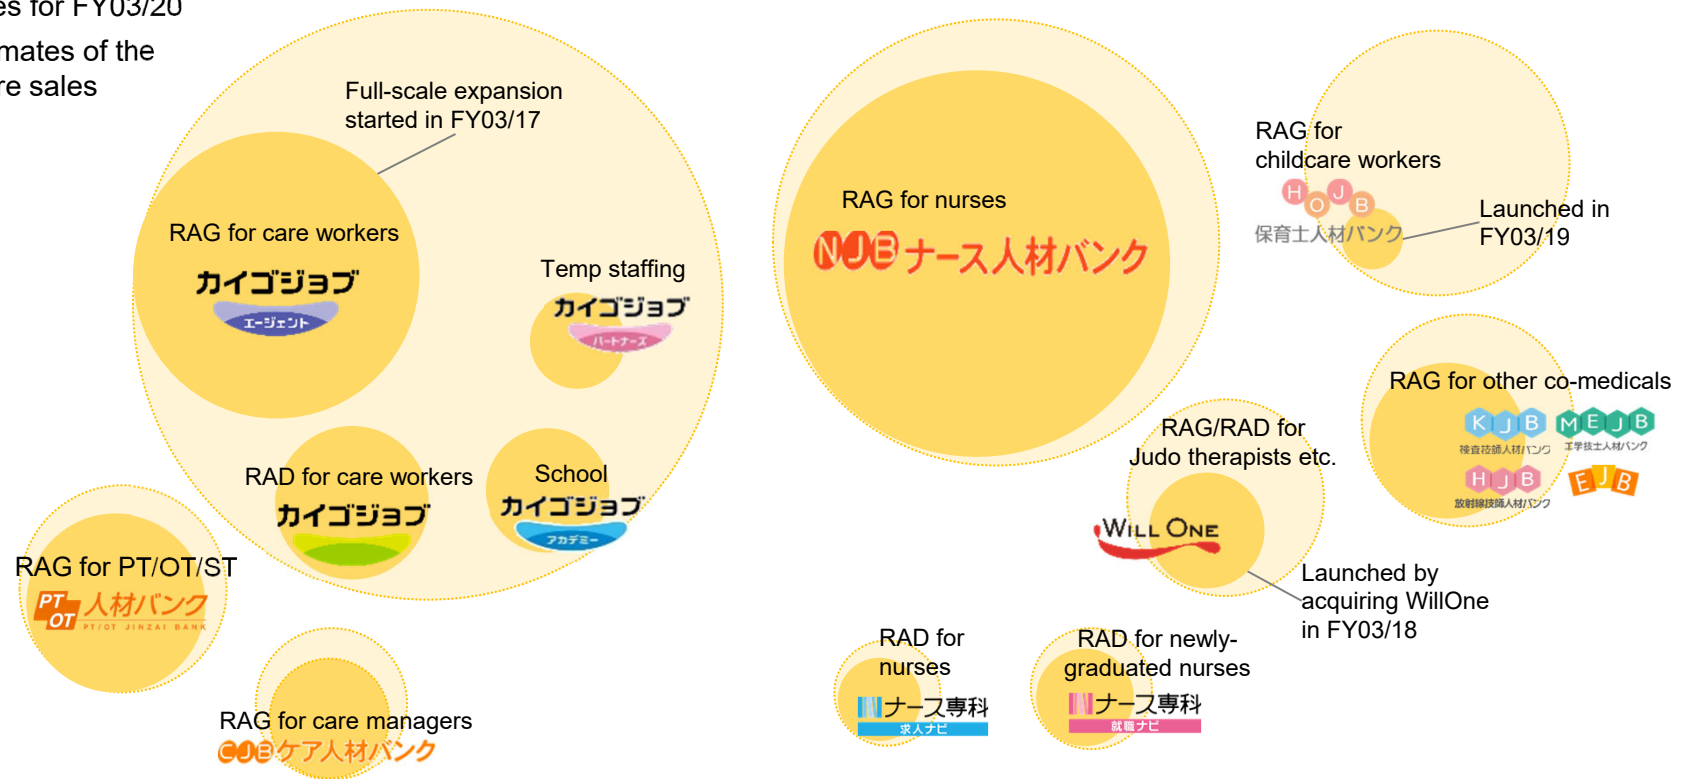 es for FY03/20
mates of the
re sales
Full-scale expansion
started in FY03/17
RAG for care workers
カイゴジョブ
エージェント
Temp staffing
カイゴジョブ
パートナーズ
RAD for care workers
カイゴジョブ
School
カイゴジョブ
アカデミー
RAG for PT/OT/ST
PT
OT
人材バンク
PT/OT JINZAI BANK
RAG for care managers
CJB ケア人材バンク
RAG for nurses
NJB ナース人材バンク
RAG for
childcare workers
HOJB
保育士人材バンク
Launched in
FY03/19
RAG for other co-medicals
KJB
検査技師人材バンク
MEJB
工学技士人材バンク
HJB
放射線技師人材バンク
EJB
RAG/RAD for
Judo therapists etc.
WILL ONE
Launched by
acquiring WillOne
in FY03/18
RAD for
nurses
ナース専科
求人ナビ
RAD for newly-
graduated nurses
ナース専科
就職ナビ